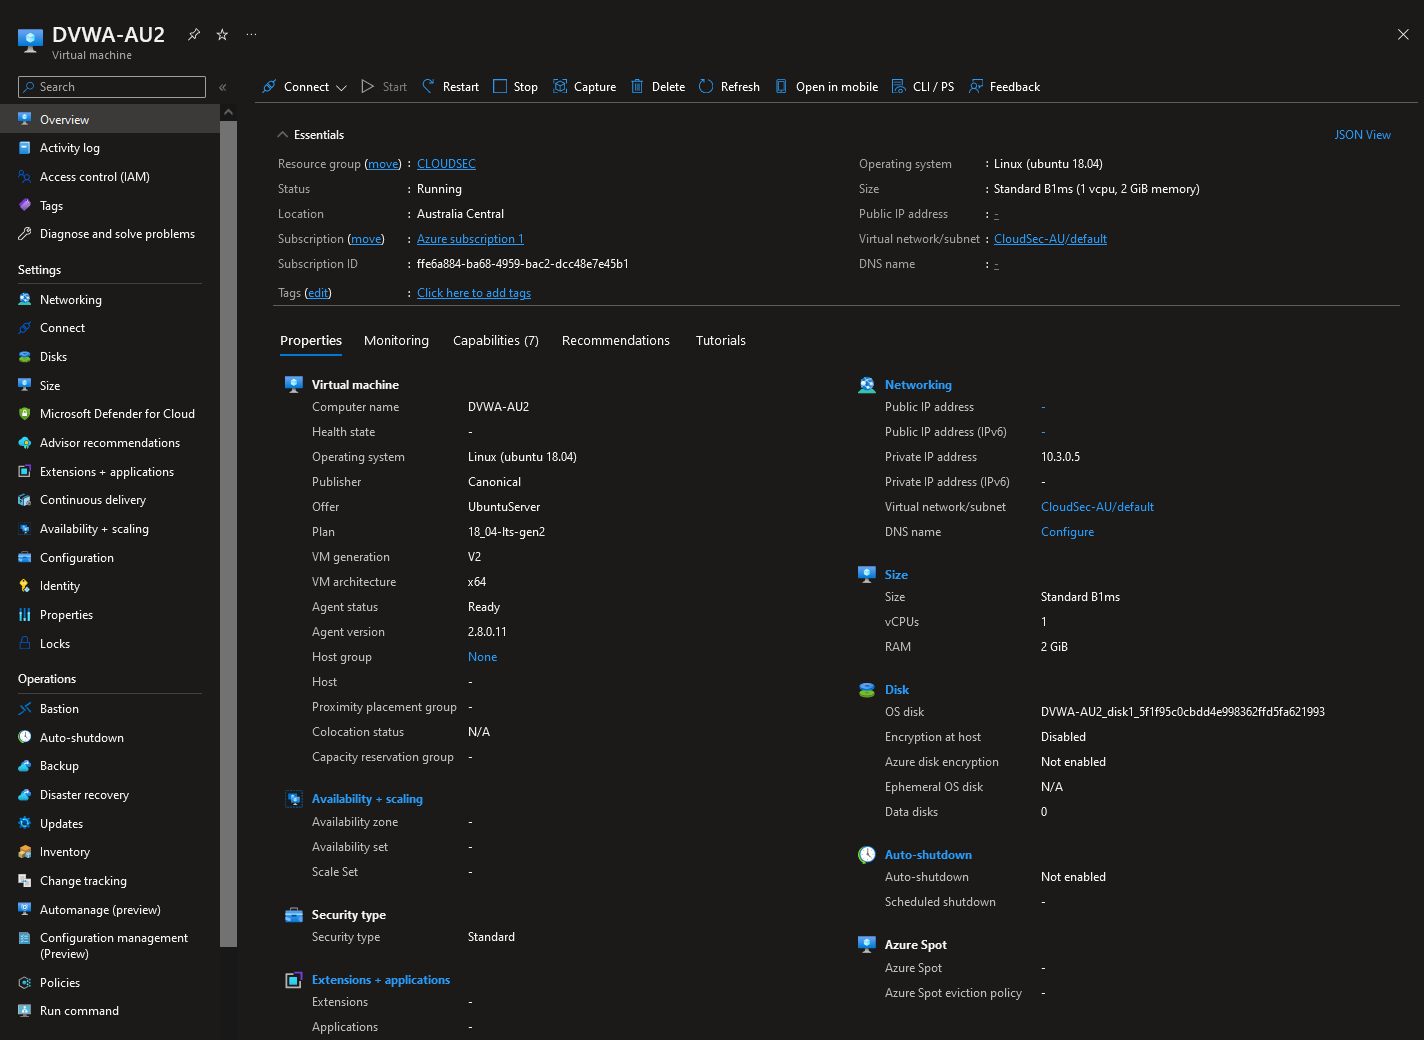 DVWA-AU2
Virtual machine
Search
Connect
Start
Restart
Stop
Capture
Delete
Refresh
Open in mobile
CLI / PS
Feedback
Overview
Activity log
Access control (IAM)
Tags
Diagnose and solve problems
Settings
Networking
Connect
Disks
Size
Microsoft Defender for Cloud
Advisor recommendations
Extensions + applications
Continuous delivery
Availability + scaling
Configuration
Identity
Properties
Locks
Operations
Bastion
Auto-shutdown
Backup
Disaster recovery
Updates
Inventory
Change tracking
Automanage (preview)
Configuration management
(Preview)
Policies
Run command
Essentials
JSON View
Resource group (move) : CLOUDSEC
Status : Running
Location : Australia Central
Subscription (move) : Azure subscription 1
Subscription ID : ffe6a884-ba68-4959-bac2-dcc48e7e45b1
Tags (edit) : Click here to add tags
Operating system : Linux (ubuntu 18.04)
Size : Standard B1ms (1 vcpu, 2 GiB memory)
Public IP address : -
Virtual network/subnet : CloudSec-AU/default
DNS name : -
Properties
Monitoring
Capabilities (7)
Recommendations
Tutorials
Virtual machine
Computer name DVWA-AU2
Health state -
Operating system Linux (ubuntu 18.04)
Publisher Canonical
Offer UbuntuServer
Plan 18_04-lts-gen2
VM generation V2
VM architecture x64
Agent status Ready
Agent version 2.8.0.11
Host group None
Host -
Proximity placement group -
Colocation status N/A
Capacity reservation group -
Availability + scaling
Availability zone -
Availability set -
Scale Set -
Security type
Security type Standard
Extensions + applications
Extensions -
Applications -
Networking
Public IP address -
Public IP address (IPv6) -
Private IP address 10.3.0.5
Private IP address (IPv6) -
Virtual network/subnet CloudSec-AU/default
DNS name Configure
Size
Size Standard B1ms
vCPUs 1
RAM 2 GiB
Disk
OS disk DVWA-AU2_disk1_5f1f95c0cbdd4e998362ffd5fa621993
Encryption at host Disabled
Azure disk encryption Not enabled
Ephemeral OS disk N/A
Data disks 0
Auto-shutdown
Auto-shutdown Not enabled
Scheduled shutdown -
Azure Spot
Azure Spot -
Azure Spot eviction policy -